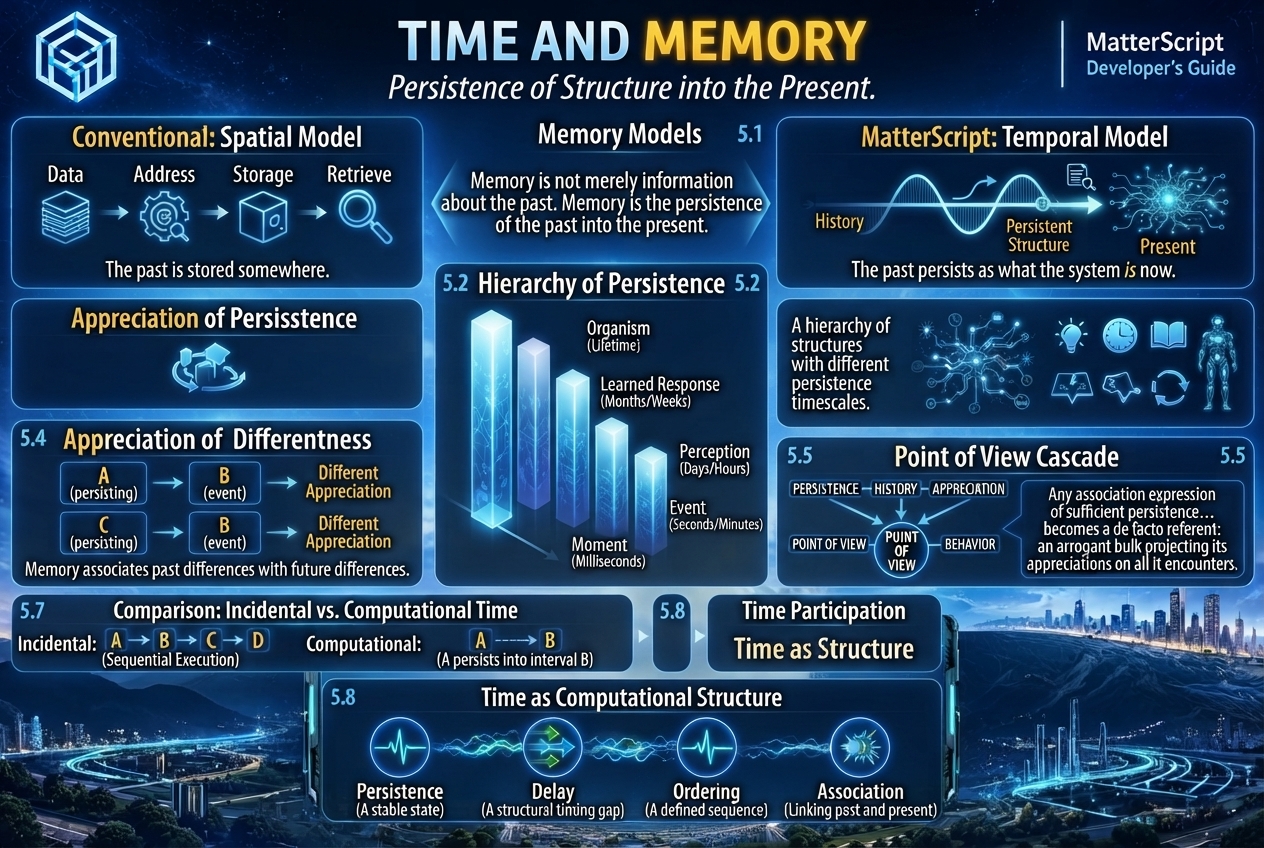 TIME AND MEMORY
Persistence of Structure into the Present.
MatterScript
Developer's Guide
Conventional: Spatial Model
Data
Address
Storage
Retrieve
The past is stored somewhere.
Memory Models 5.1
Memory is not merely information
about the past. Memory is the persistence
of the past into the present.
MatterScript: Temporal Model
History
Persistent
Structure
Present
The past persists as what the system is now.
Appreciation of Persisstence
5.2 Hierarchy of Persistence 5.2
Organism
(Lifetime)
Learned Response
(Months/Weeks)
Perception
(Days/Hours)
Event
(Seconds/Minutes)
Moment
(Milliseconds)
A hierarchy of
structures
with different
persistence
timescales.
5.4 Appreciation of Differentness
A
(persisting)
B
(event)
Different
Appreciation
C
(persisting)
B
(event)
Different
Appreciation
Memory associates past differences with future differences.
5.5 Point of View Cascade 5.5
PERSISTENCE
HISTORY
APPRECIATION
POINT OF VIEW
POINT
OF
VIEW
BEHAVIOR
Any association expression
of sufficient persistence...
becomes a de facto referent:
an arrogant bulk projecting its
appreciations on all it encounters.
5.7 Comparison: Incidental vs. Computational Time
Incidental: A B C D
(Sequential Execution)
Computational: A B
(A persists into interval B)
5.8
Time Participation
Time as Structure
5.8 Time as Computational Structure
Persistence
(A stable state)
Delay
(A structural timing gap)
Ordering
(A defined sequence)
Association
(Linking past and present)